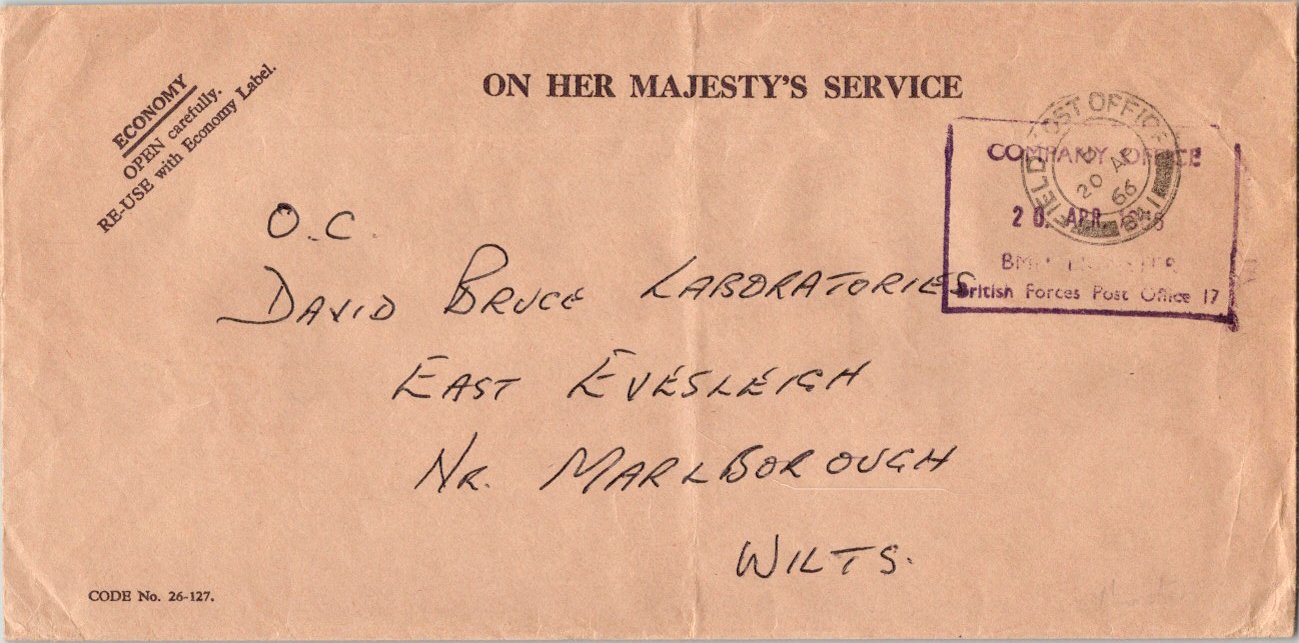 ON HER MAJESTY'S SERVICE
ECONOMY
OPEN carefully.
RE-USE with Economy Label.
FIELD POST OFFICE
20 AP
66
COMPANY OFFICE
20. APR. 1966
British Forces Post Office 17
O.C.
DAVID BRUCE LABORATORIES
EAST EVESLEIGH
NR. MARLBOROUGH
WILTS.
CODE No. 26-127.